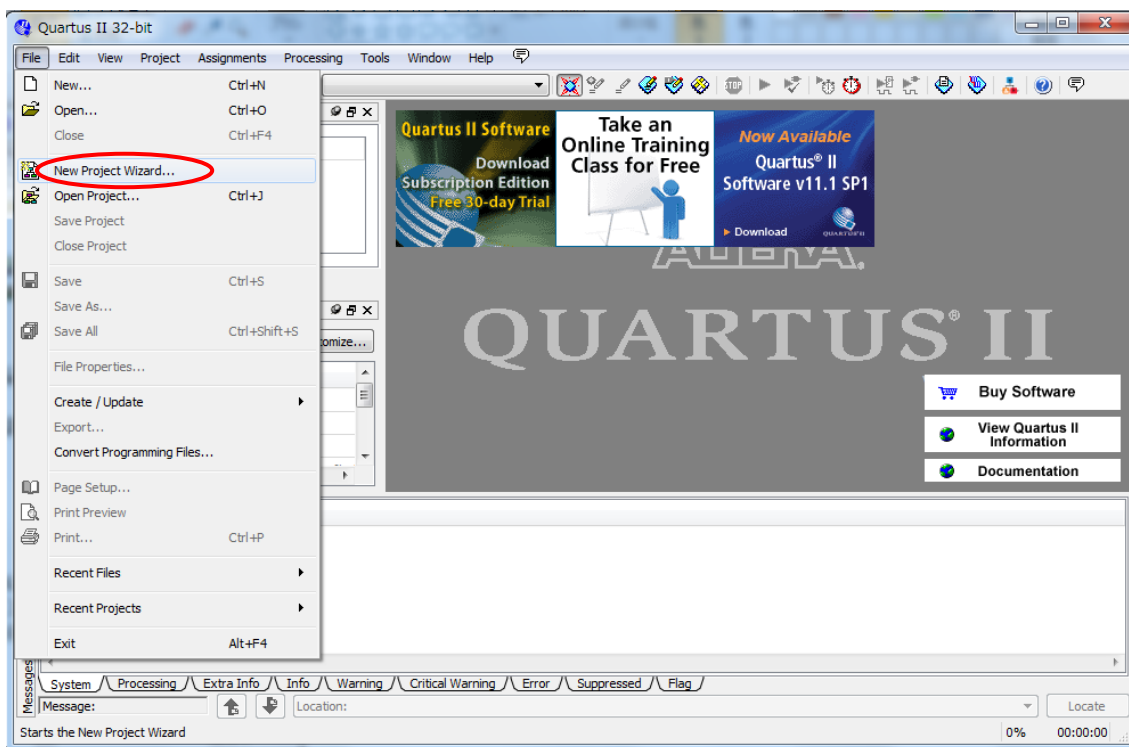 Quartus II 32-bit
File Edit View Project Assignments Processing Tools Window Help
New... Ctrl+N
Open... Ctrl+O
Close Ctrl+F4
New Project Wizard...
Open Project... Ctrl+J
Save Project
Close Project
Save Ctrl+S
Save As...
Save All Ctrl+Shift+S
File Properties...
Create / Update
Export...
Convert Programming Files...
Page Setup...
Print Preview
Print... Ctrl+P
Recent Files
Recent Projects
Exit Alt+F4
STOP
omize...
Quartus II Software
Download
Subscription Edition
Free 30-day Trial
Take an
Online Training
Class for Free
Now Available
Quartus® II
Software v11.1 SP1
Download
QUARTUS II
ALTERA.
QUARTUS® II
Buy Software
View Quartus II
Information
Documentation
Messages
System Processing Extra Info Info Warning Critical Warning Error Suppressed Flag
Message: Location: Locate
Starts the New Project Wizard 0% 00:00:00